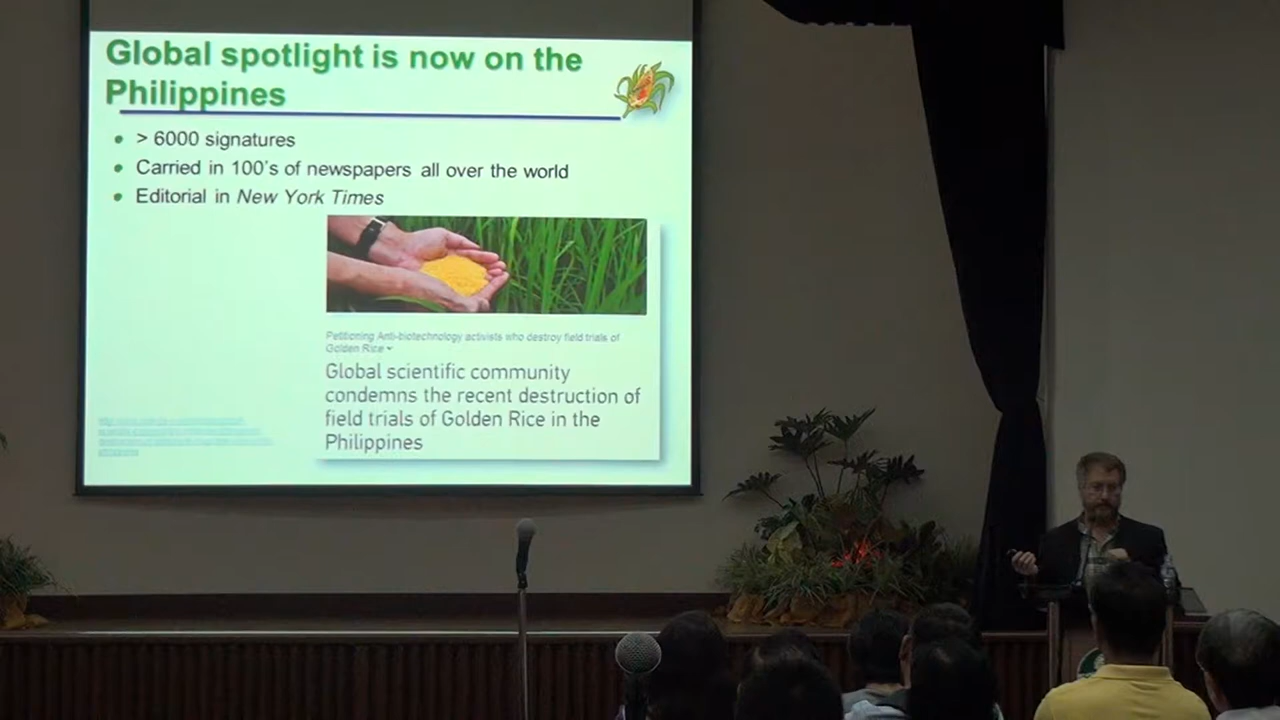 Global spotlight is now on the
Philippines
> 6000 signatures
Carried in 100's of newspapers all over the world
Editorial in New York Times
Petitioning Anti-biotechnology activists who destroy field trials of
Golden Rice
Global scientific community
condemns the recent destruction of
field trials of Golden Rice in the
Philippines